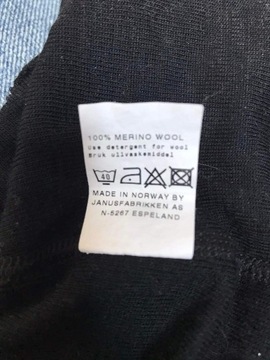 100% MERINO WOOL
Use detergent for wool
Bruk ullvaskemiddel
40
MADE IN NORWAY BY
JANUSFABRIKKEN AS
N-5267 ESPELAND